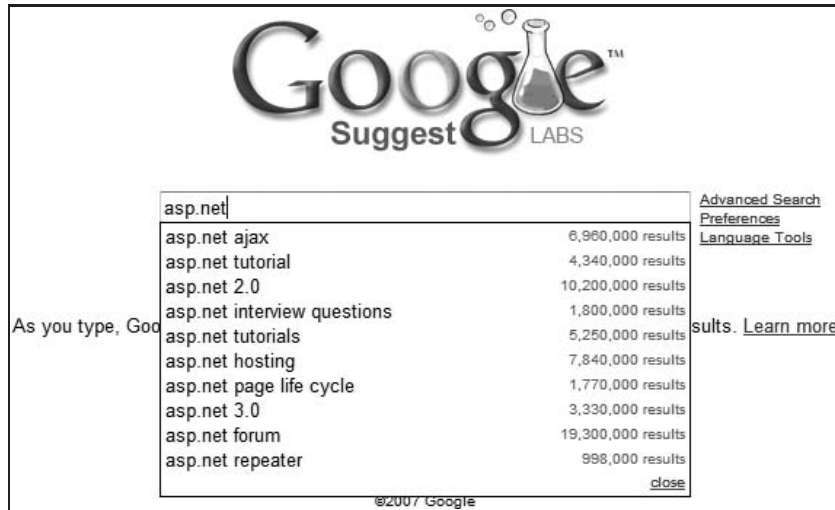 Google™
Suggest LABS
asp.net
Advanced Search
Preferences
Language Tools
asp.net ajax 6,960,000 results
asp.net tutorial 4,340,000 results
asp.net 2.0 10,200,000 results
asp.net interview questions 1,800,000 results
As you type, Goo
sults. Learn more
asp.net tutorials 5,250,000 results
asp.net hosting 7,840,000 results
asp.net page life cycle 1,770,000 results
asp.net 3.0 3,330,000 results
asp.net forum 19,300,000 results
asp.net repeater 998,000 results
close
©2007 Google